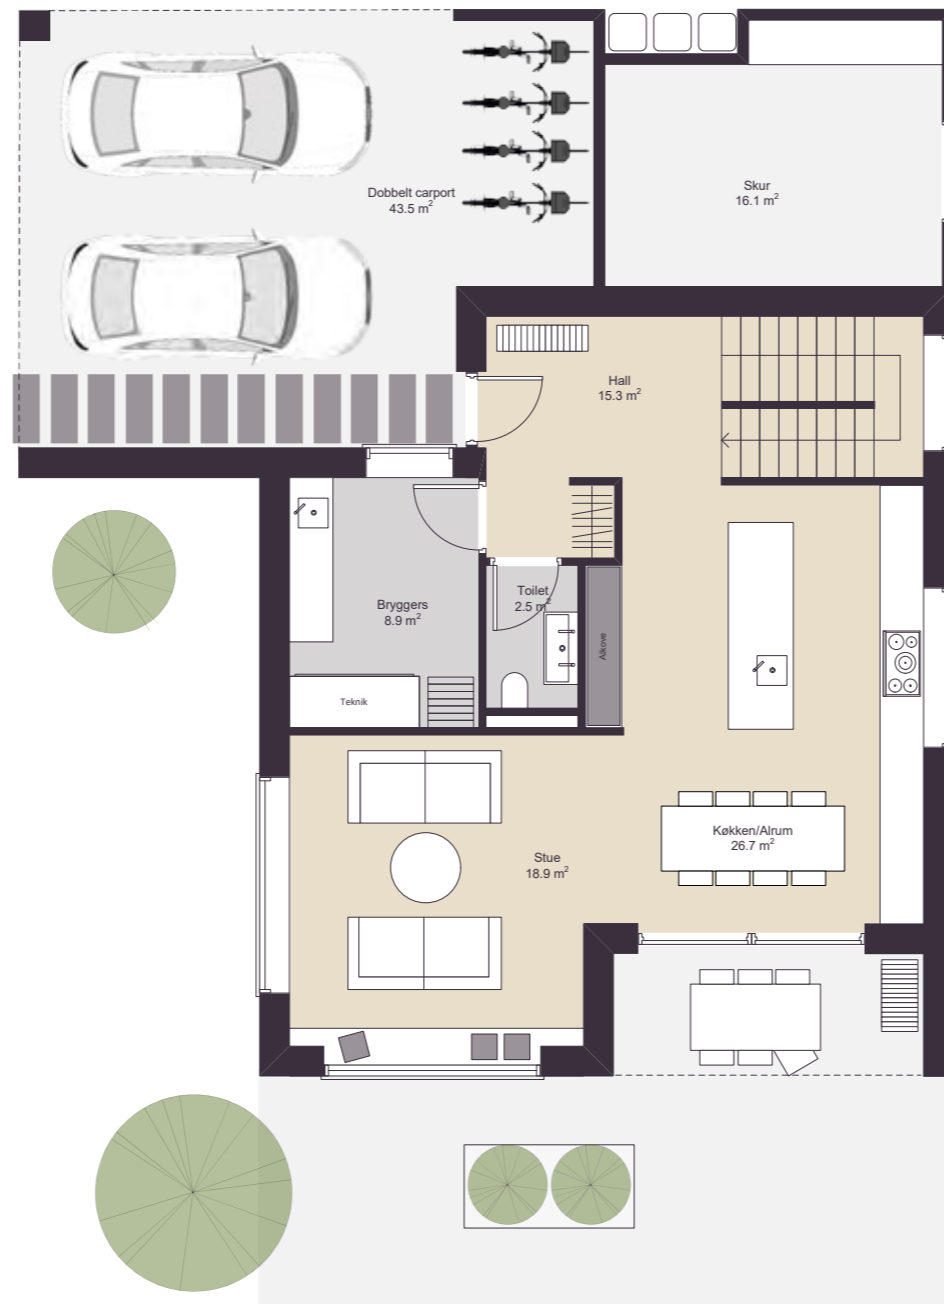 Dobbelt carport
43.5 m²
Skur
16.1 m²
Hall
15.3 m²
Bryggers
8.9 m²
Toilet
2.5 m²
Alkove
Teknik
Køkken/Alrum
26.7 m²
Stue
18.9 m²